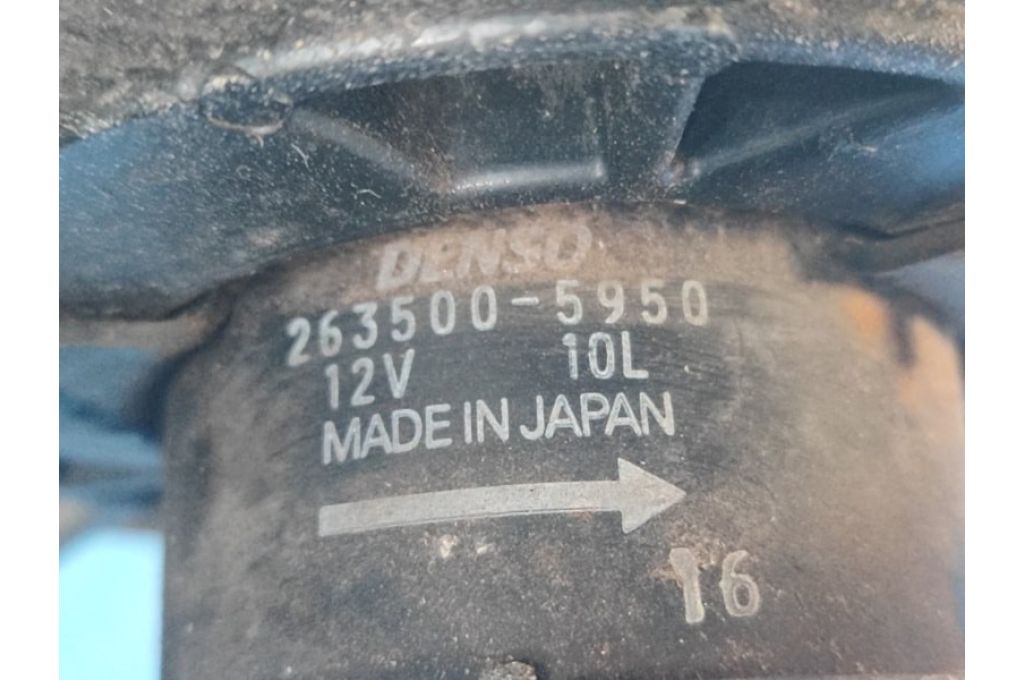 DENSO
263500-5950
12V 10L
MADE IN JAPAN
16